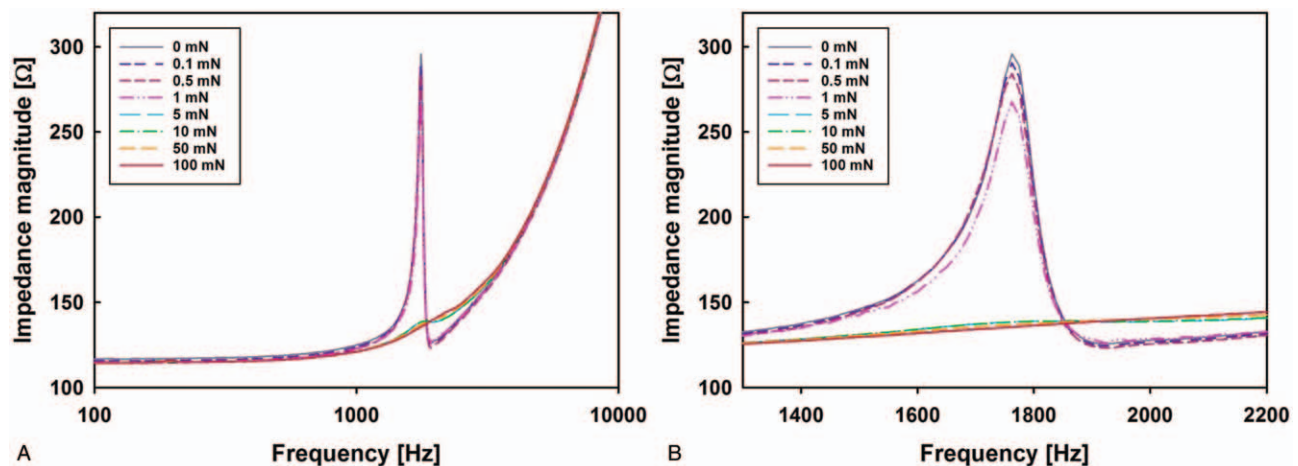 300
250
200
150
100
Impedance magnitude [Ω]
0 mN
0.1 mN
0.5 mN
1 mN
5 mN
10 mN
50 mN
100 mN
100
1000
10000
Frequency [Hz]
A
300
250
200
150
100
Impedance magnitude [Ω]
0 mN
0.1 mN
0.5 mN
1 mN
5 mN
10 mN
50 mN
100 mN
1400
1600
1800
2000
2200
Frequency [Hz]
B